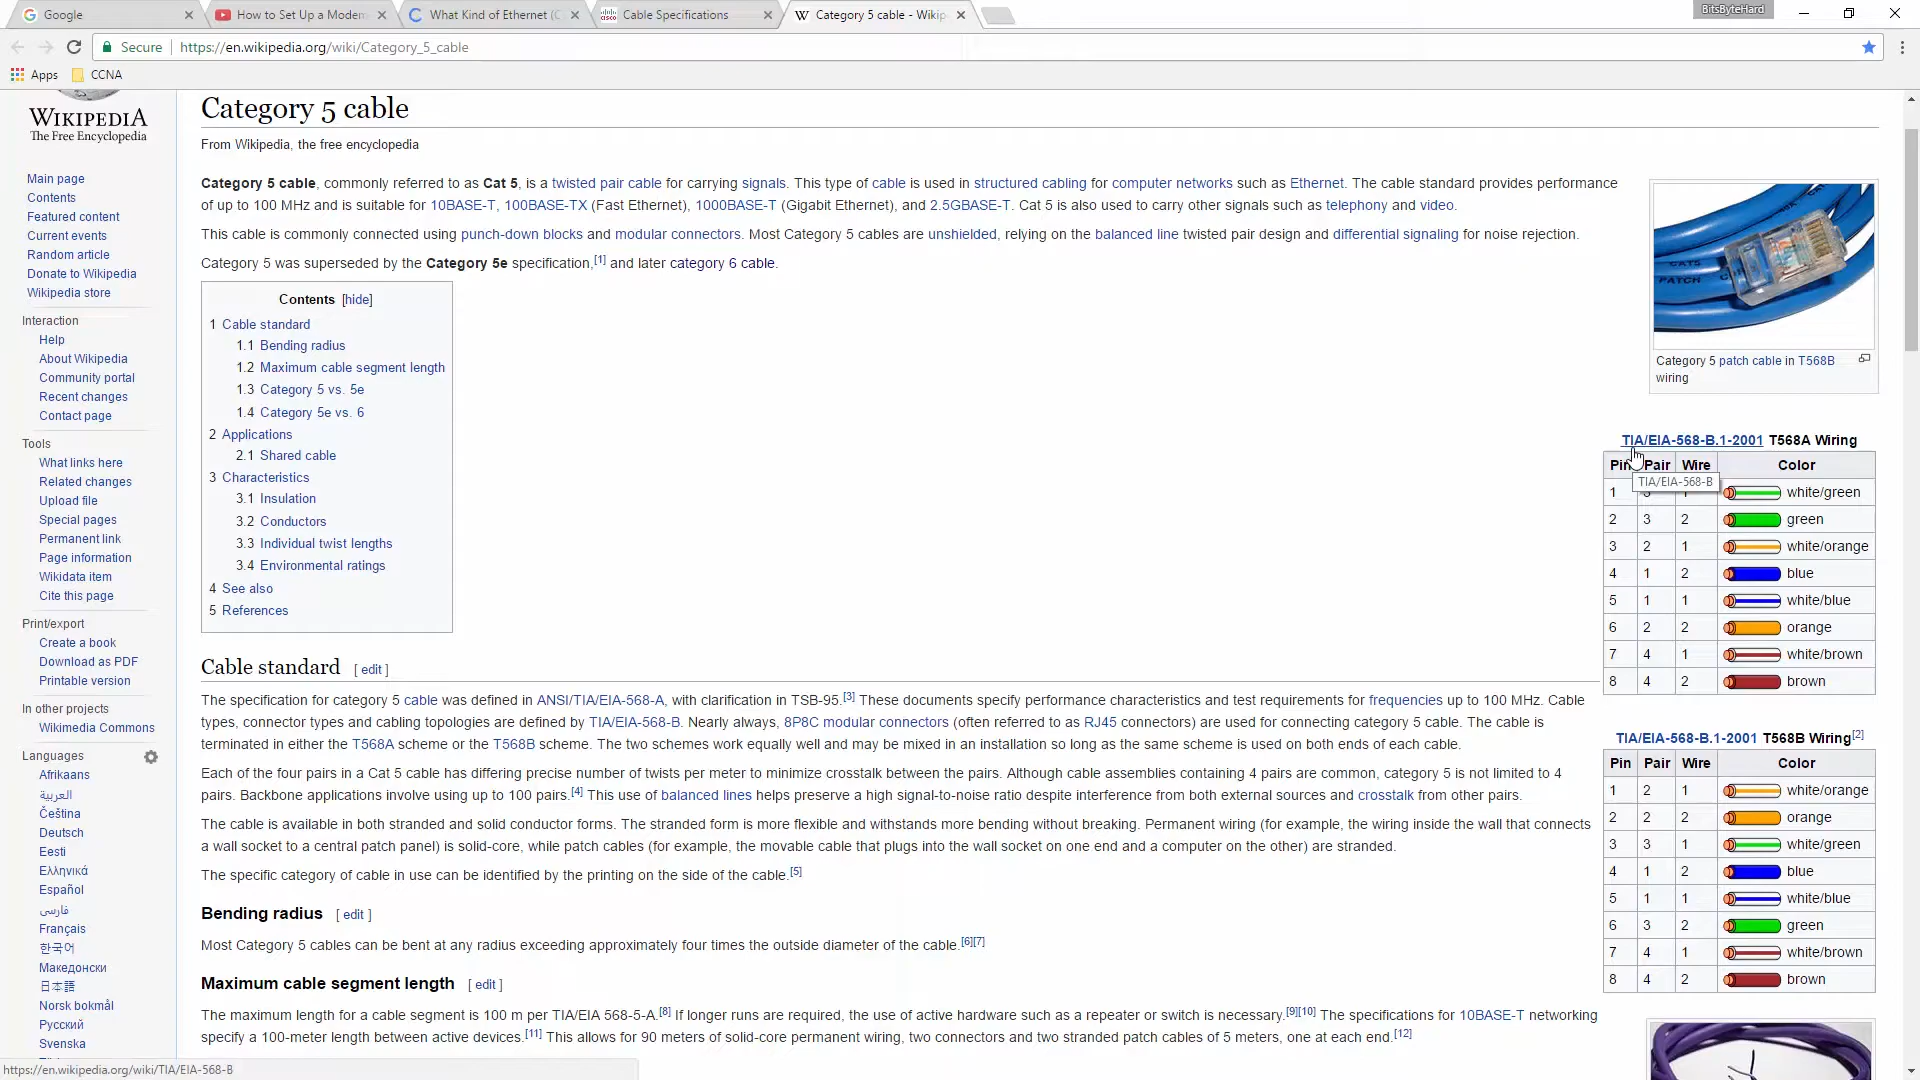 Google
How to Set Up a Modem
What Kind of Ethernet (C
Cable Specifications
W Category 5 cable - Wikip
BitsByteHard
Secure https://en.wikipedia.org/wiki/Category_5_cable
Apps CCNA
WIKIPEDIA
The Free Encyclopedia
Main page
Contents
Featured content
Current events
Random article
Donate to Wikipedia
Wikipedia store
Interaction
Help
About Wikipedia
Community portal
Recent changes
Contact page
Tools
What links here
Related changes
Upload file
Special pages
Permanent link
Page information
Wikidata item
Cite this page
Print/export
Create a book
Download as PDF
Printable version
In other projects
Wikimedia Commons
Languages
Afrikaans
العربية
Čeština
Deutsch
Eesti
Ελληνικά
Español
فارسی
Français
한국어
Македонски
日本語
Norsk bokmål
Русский
Svenska
https://en.wikipedia.org/wiki/TIA/EIA-568-B
Category 5 cable
From Wikipedia, the free encyclopedia
Category 5 cable, commonly referred to as Cat 5, is a twisted pair cable for carrying signals. This type of cable is used in structured cabling for computer networks such as Ethernet. The cable standard provides performance
of up to 100 MHz and is suitable for 10BASE-T, 100BASE-TX (Fast Ethernet), 1000BASE-T (Gigabit Ethernet), and 2.5GBASE-T. Cat 5 is also used to carry other signals such as telephony and video.
This cable is commonly connected using punch-down blocks and modular connectors. Most Category 5 cables are unshielded, relying on the balanced line twisted pair design and differential signaling for noise rejection.
Category 5 was superseded by the Category 5e specification,[1] and later category 6 cable.
Contents [hide]
1 Cable standard
1.1 Bending radius
1.2 Maximum cable segment length
1.3 Category 5 vs. 5e
1.4 Category 5e vs. 6
2 Applications
2.1 Shared cable
3 Characteristics
3.1 Insulation
3.2 Conductors
3.3 Individual twist lengths
3.4 Environmental ratings
4 See also
5 References
Cable standard [ edit ]
The specification for category 5 cable was defined in ANSI/TIA/EIA-568-A, with clarification in TSB-95.[3] These documents specify performance characteristics and test requirements for frequencies up to 100 MHz. Cable
types, connector types and cabling topologies are defined by TIA/EIA-568-B. Nearly always, 8P8C modular connectors (often referred to as RJ45 connectors) are used for connecting category 5 cable. The cable is
terminated in either the T568A scheme or the T568B scheme. The two schemes work equally well and may be mixed in an installation so long as the same scheme is used on both ends of each cable.
Each of the four pairs in a Cat 5 cable has differing precise number of twists per meter to minimize crosstalk between the pairs. Although cable assemblies containing 4 pairs are common, category 5 is not limited to 4
pairs. Backbone applications involve using up to 100 pairs.[4] This use of balanced lines helps preserve a high signal-to-noise ratio despite interference from both external sources and crosstalk from other pairs.
The cable is available in both stranded and solid conductor forms. The stranded form is more flexible and withstands more bending without breaking. Permanent wiring (for example, the wiring inside the wall that connects
a wall socket to a central patch panel) is solid-core, while patch cables (for example, the movable cable that plugs into the wall socket on one end and a computer on the other) are stranded.
The specific category of cable in use can be identified by the printing on the side of the cable.[5]
Bending radius [ edit ]
Most Category 5 cables can be bent at any radius exceeding approximately four times the outside diameter of the cable.[6][7]
Maximum cable segment length [ edit ]
The maximum length for a cable segment is 100 m per TIA/EIA 568-5-A.[8] If longer runs are required, the use of active hardware such as a repeater or switch is necessary.[9][10] The specifications for 10BASE-T networking
specify a 100-meter length between active devices.[11] This allows for 90 meters of solid-core permanent wiring, two connectors and two stranded patch cables of 5 meters, one at each end.[12]
PATCH
Category 5 patch cable in T568B
wiring
TIA/EIA-568-B.1-2001 T568A Wiring
Pin Pair Wire Color
TIA/EIA-568-B
1 3 1 white/green
2 3 2 green
3 2 1 white/orange
4 1 2 blue
5 1 1 white/blue
6 2 2 orange
7 4 1 white/brown
8 4 2 brown
TIA/EIA-568-B.1-2001 T568B Wiring[2]
Pin Pair Wire Color
1 2 1 white/orange
2 2 2 orange
3 3 1 white/green
4 1 2 blue
5 1 1 white/blue
6 3 2 green
7 4 1 white/brown
8 4 2 brown